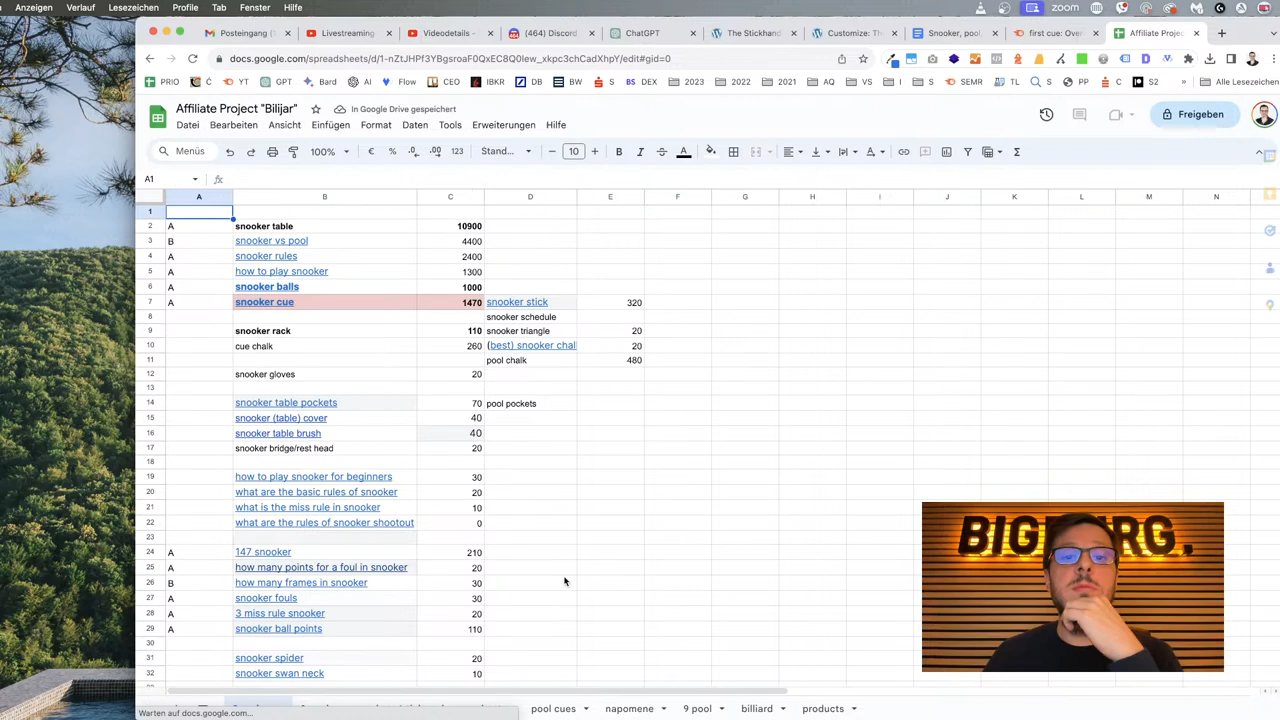 Anzeigen Verlauf Lesezeichen Profile Tab Fenster Hilfe
zoom
Posteingang (1
Livestreaming
Videodetails -
(464) Discord
ChatGPT
The Stickhand
Customize: Th
Snooker, pool
first cue: Over
Affiliate Projec
docs.google.com/spreadsheets/d/1-nZtJHPf3YBgsroaF0QxEC8Q0Iew_xkpc3chCadXhpY/edit#gid=0
PRIO
YT
GPT
Bard
AI
Flow
CEO
IBKR
DB
BW
S
DEX
2023
2022
2021
AQ
VS
I
YT
SEMR
TL
S
PP
C
S2
»
Alle Lesezeichen
Affiliate Project "Bilijar"
In Google Drive gespeichert
Datei Bearbeiten Ansicht Einfügen Format Daten Tools Erweiterungen Hilfe
Freigeben
Menüs
100%
€ % .0 .00 123
Stand...
10
A1
A B C D E F G H I J K L M N
1
2 A snooker table 10900
3 B snooker vs pool 4400
4 A snooker rules 2400
5 A how to play snooker 1300
6 A snooker balls 1000
7 A snooker cue 1470 snooker stick 320
8 snooker schedule
9 snooker rack 110 snooker triangle 20
10 cue chalk 260 (best) snooker chal 20
11 pool chalk 480
12 snooker gloves 20
13
14 snooker table pockets 70 pool pockets
15 snooker (table) cover 40
16 snooker table brush 40
17 snooker bridge/rest head 20
18
19 how to play snooker for beginners 30
20 what are the basic rules of snooker 20
21 what is the miss rule in snooker 10
22 what are the rules of snooker shootout 0
23
24 A 147 snooker 210
25 A how many points for a foul in snooker 20
26 B how many frames in snooker 30
27 A snooker fouls 30
28 A 3 miss rule snooker 20
29 A snooker ball points 110
30
31 snooker spider 20
32 snooker swan neck 10
pool cues napomene 9 pool billiard products
Warten auf docs.google.com...